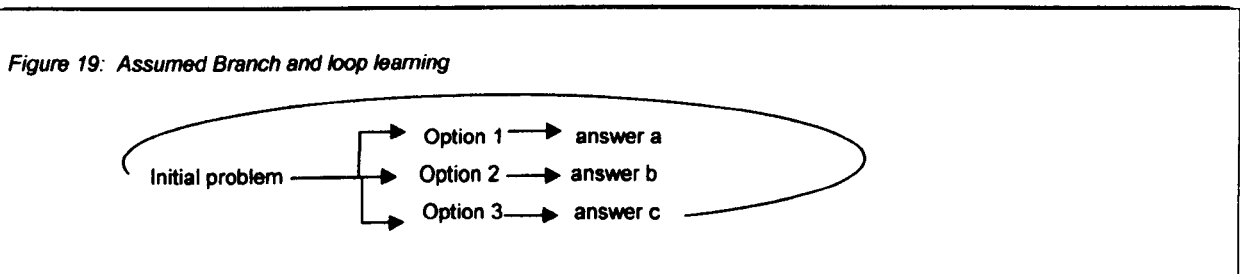 Figure 19: Assumed Branch and loop learning
Option 1 answer a
Initial problem Option 2 answer b
Option 3 answer c